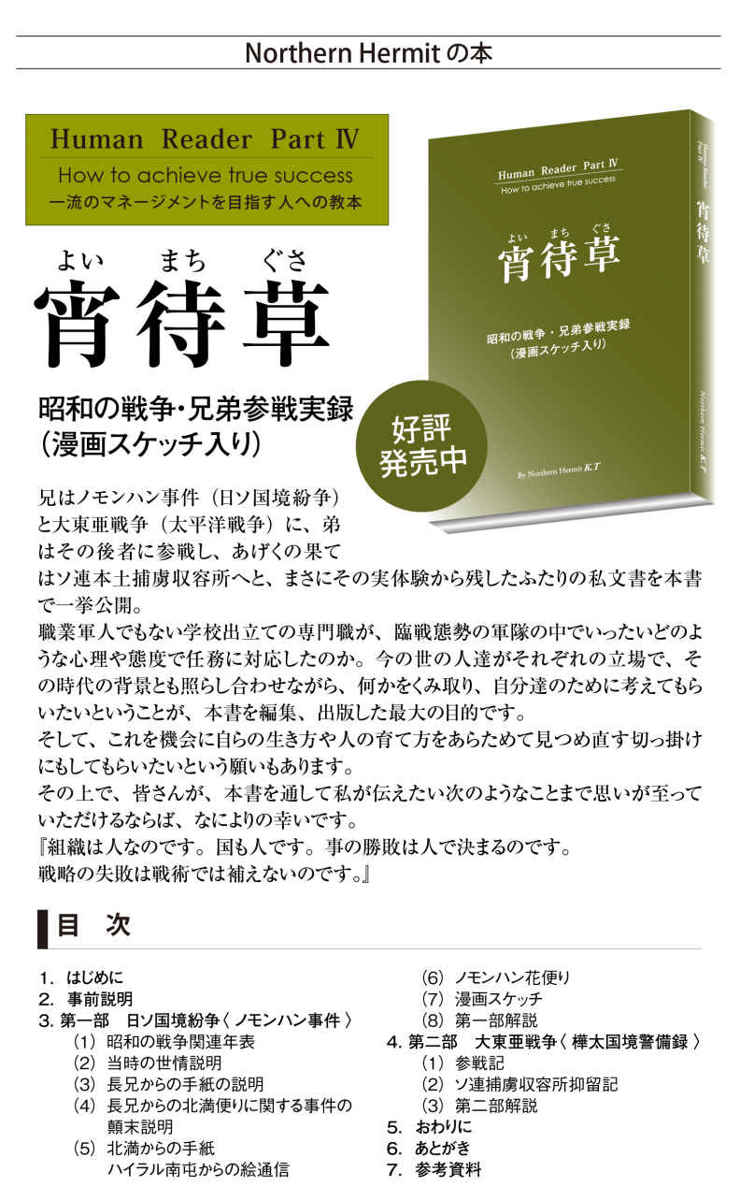 Northern Hermit の本
Human Reader Part Ⅳ
How to achieve true success
一流のマネージメントを目指す人への教本
よい まち ぐさ
宵待草
昭和の戦争・兄弟参戦実録
（漫画スケッチ入り）
Human Reader Part Ⅳ
How to achieve true success
よい まち ぐさ
宵待草
昭和の戦争・兄弟参戦実録
（漫画スケッチ入り）
By Northern Hermit K.T
Human Reader Part Ⅳ
宵待草
Northern Hermit K.T
好評
発売中
兄はノモンハン事件（日ソ国境紛争）
と大東亜戦争（太平洋戦争）に、弟
はその後者に参戦し、あげくの果て
はソ連本土捕虜収容所へと、まさにその実体験から残したふたりの私文書を本書
で一挙公開。
職業軍人でもない学校出立ての専門職が、臨戦態勢の軍隊の中でいったいどのよ
うな心理や態度で任務に対応したのか。今の世の人達がそれぞれの立場で、そ
の時代の背景とも照らし合わせながら、何かをくみ取り、自分達のために考えてもら
いたいということが、本書を編集、出版した最大の目的です。
そして、これを機会に自らの生き方や人の育て方をあらためて見つめ直す切っ掛け
にもしてもらいたいという願いもあります。
その上で、皆さんが、本書を通して私が伝えたい次のようなことまで思いが至って
いただけるならば、なによりの幸いです。
『組織は人なのです。国も人です。事の勝敗は人で決まるのです。
戦略の失敗は戦術では補えないのです。』
目 次
1. はじめに
2. 事前説明
3. 第一部 日ソ国境紛争〈 ノモンハン事件 〉
（1）昭和の戦争関連年表
（2）当時の世情説明
（3）長兄からの手紙の説明
（4）長兄からの北満便りに関する事件の
顛末説明
（5）北満からの手紙
ハイラル南屯からの絵通信
（6）ノモンハン花便り
（7）漫画スケッチ
（8）第一部解説
4. 第二部 大東亜戦争〈 樺太国境警備録 〉
（1）参戦記
（2）ソ連捕虜収容所抑留記
（3）第二部解説
5. おわりに
6. あとがき
7. 参考資料